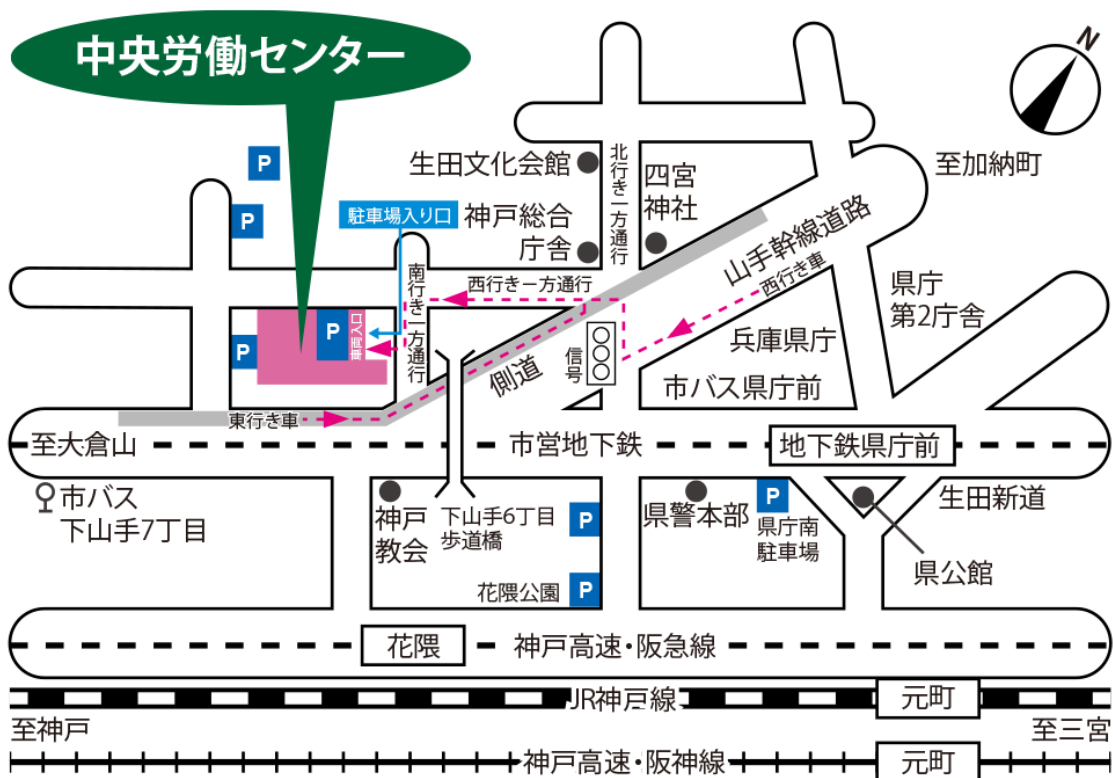 中央労働センター
N
P
生田文化会館
北行き一方通行
四宮
神社
至加納町
P
駐車場入り口
神戸総合
庁舎
山手幹線道路
西行き車
南行き一方通行
西行き一方通行
県庁
第2庁舎
P
車両入口
P
信号
側道
兵庫県庁
市バス県庁前
東行き車
至大倉山
市営地下鉄
地下鉄県庁前
市バス
下山手7丁目
神戸
教会
下山手6丁目
歩道橋
P
県警本部
P
県庁南
駐車場
生田新道
県公館
花隈公園
P
花隈
神戸高速・阪急線
JR神戸線
元町
至神戸
至三宮
神戸高速・阪神線
元町